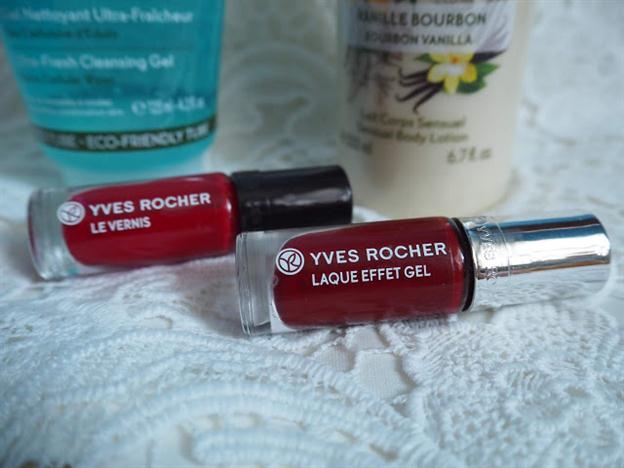 Gel Nettoyant Ultra-Fraîcheur
Ultra-Fresh Cleansing Gel
125 ml 4.2 fl. oz.
ECO-FRIENDLY TUBE
VANILLE BOURBON
BOURBON VANILLA
Lait Corps Sensuel
Sensual Body Lotion
6.7 fl. oz.
YVES ROCHER
LE VERNIS
YVES ROCHER
LAQUE EFFET GEL